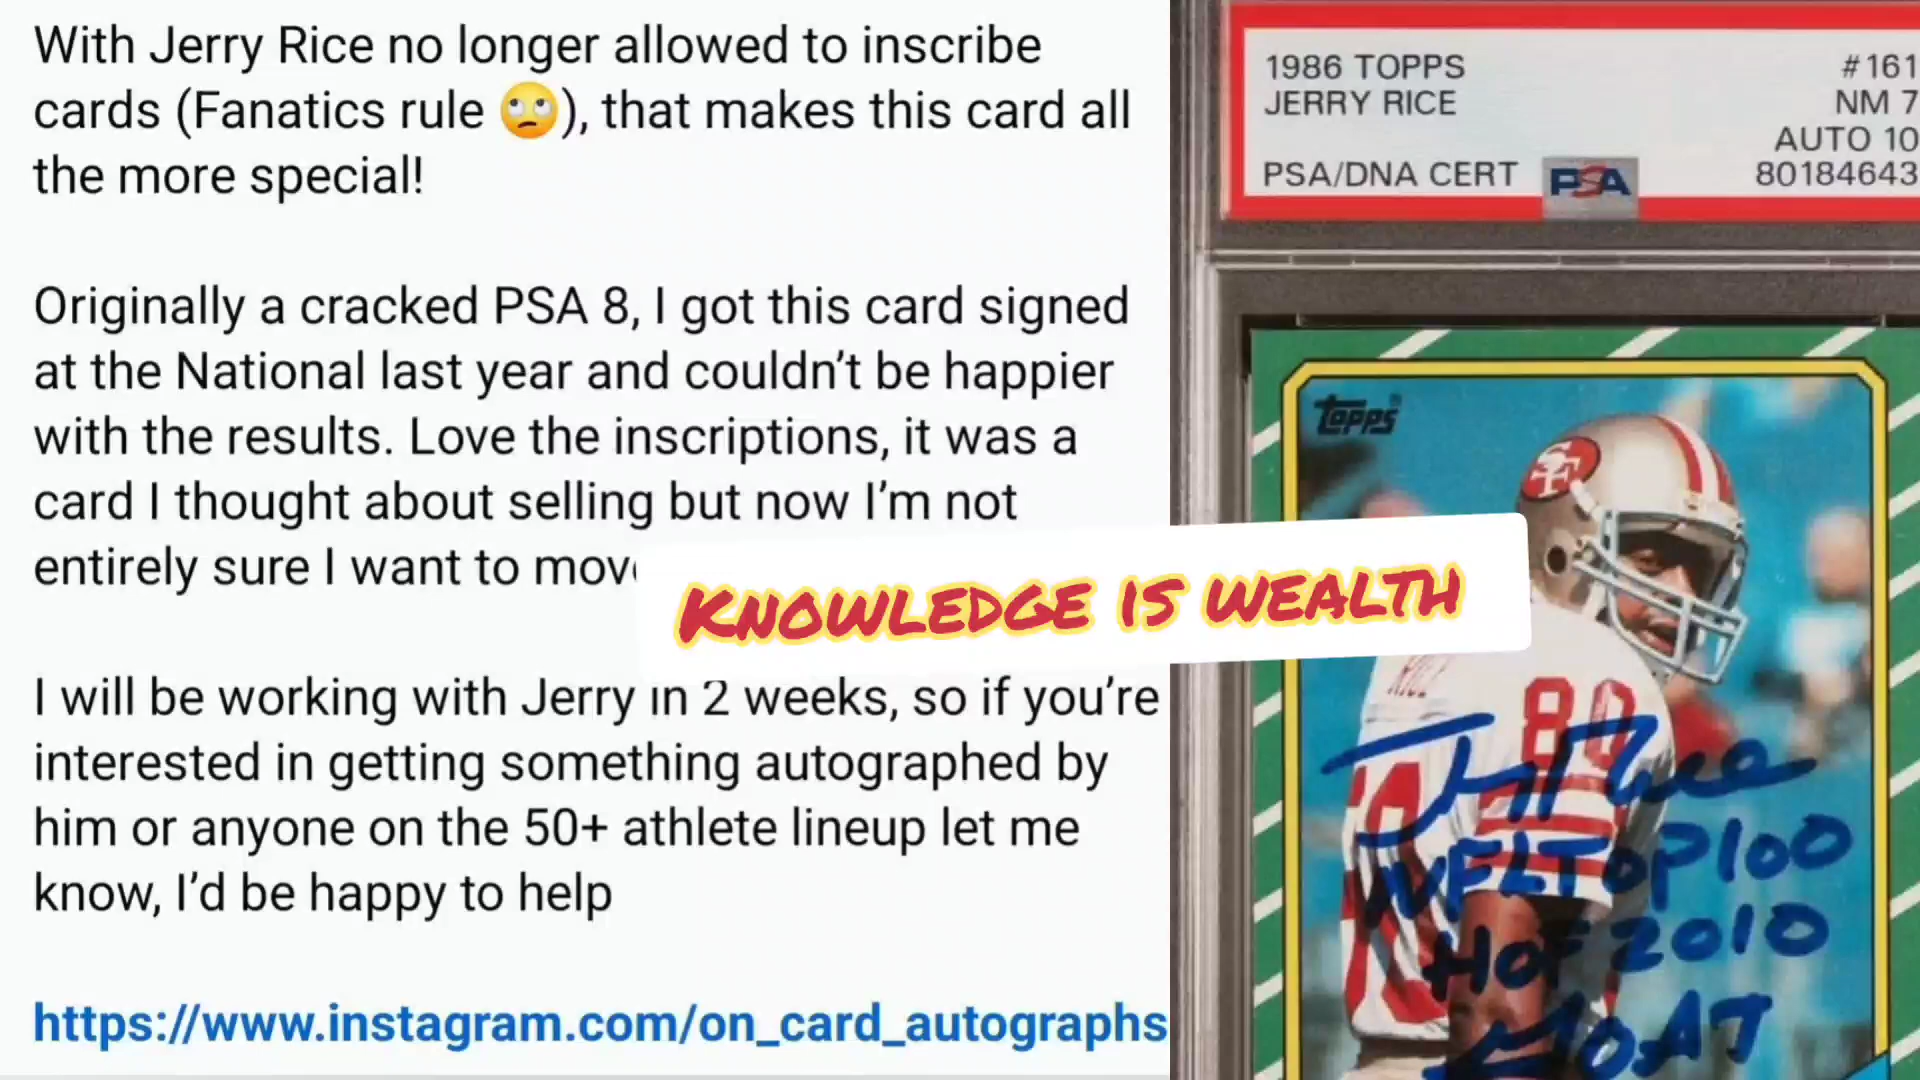 With Jerry Rice no longer allowed to inscribe
cards (Fanatics rule 🙄), that makes this card all
the more special!
Originally a cracked PSA 8, I got this card signed
at the National last year and couldn't be happier
with the results. Love the inscriptions, it was a
card I thought about selling but now I'm not
entirely sure I want to
I will be working with Jerry in 2 weeks, so if you're
interested in getting something autographed by
him or anyone on the 50+ athlete lineup let me
know, I'd be happy to help
https://www.instagram.com/on_card_autographs
KNOWLEDGE IS WEALTH
1986 TOPPS #161
JERRY RICE NM 7
AUTO 10
PSA/DNA CERT PSA 80184643
topps
SF
RICE
80
Jerry Rice
NFL TOP 100
HOF 2010